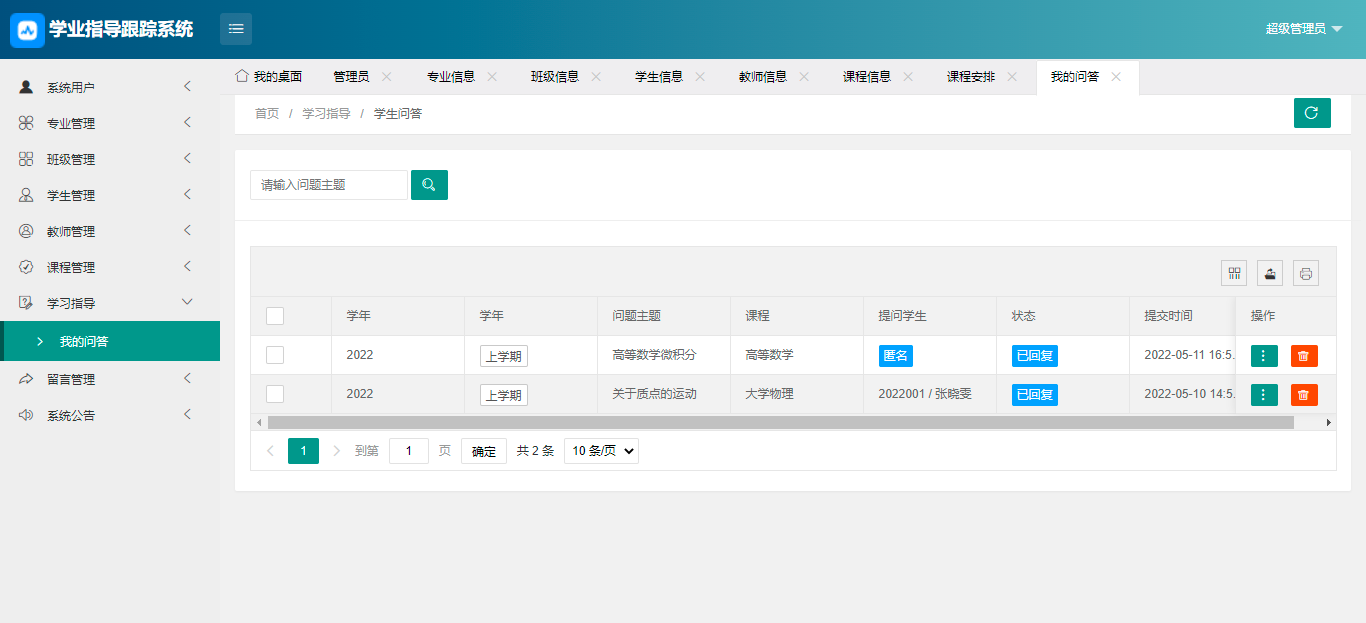 学业指导跟踪系统
超级管理员
系统用户
专业管理
班级管理
学生管理
教师管理
课程管理
学习指导
我的问答
留言管理
系统公告
我的桌面 管理员 专业信息 班级信息 学生信息 教师信息 课程信息 课程安排 我的问答
首页 / 学习指导 / 学生问答
请输入问题主题
学年 学年 问题主题 课程 提问学生 状态 提交时间 操作
2022 上学期 高等数学微积分 高等数学 匿名 已回复 2022-05-11 16:5.
2022 上学期 关于质点的运动 大学物理 2022001 / 张晓雯 已回复 2022-05-10 14:5.
1 到第 1 页 确定 共 2 条 10 条/页